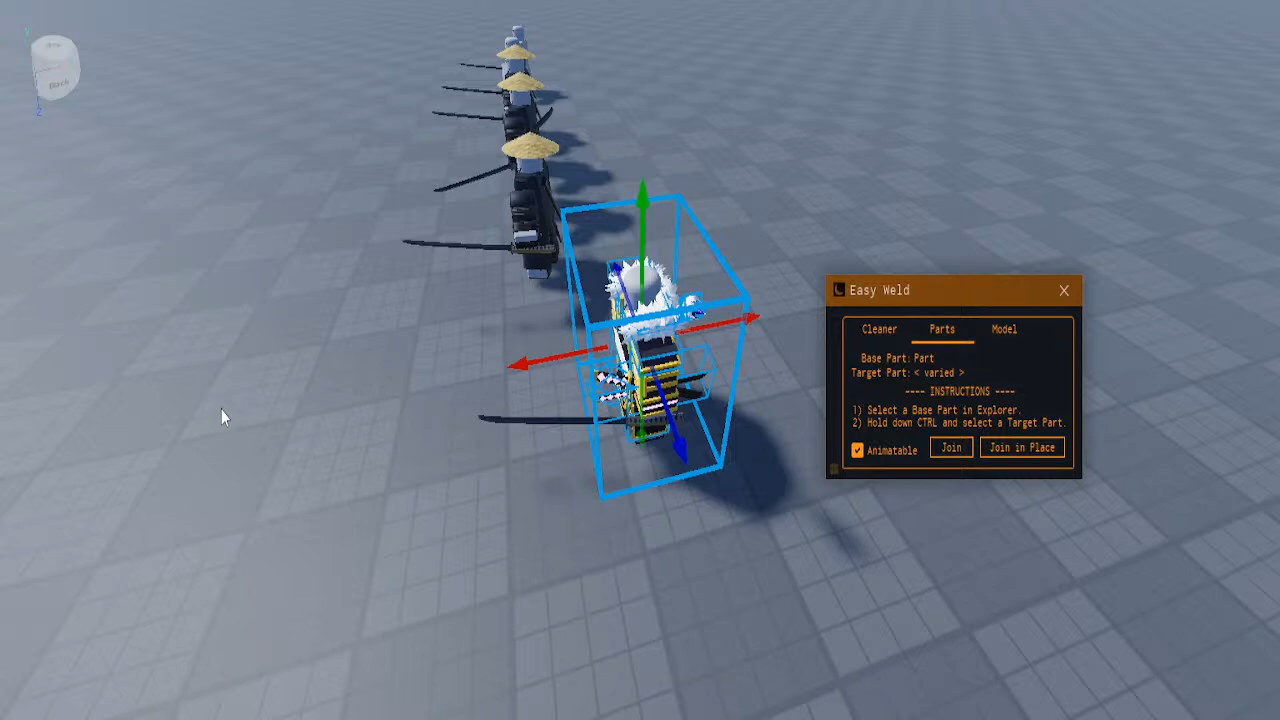 Back
Easy Weld
Cleaner Parts Model
Base Part: Part
Target Part: < varied >
---- INSTRUCTIONS ----
1) Select a Base Part in Explorer.
2) Hold down CTRL and select a Target Part.
Animatable Join Join in Place